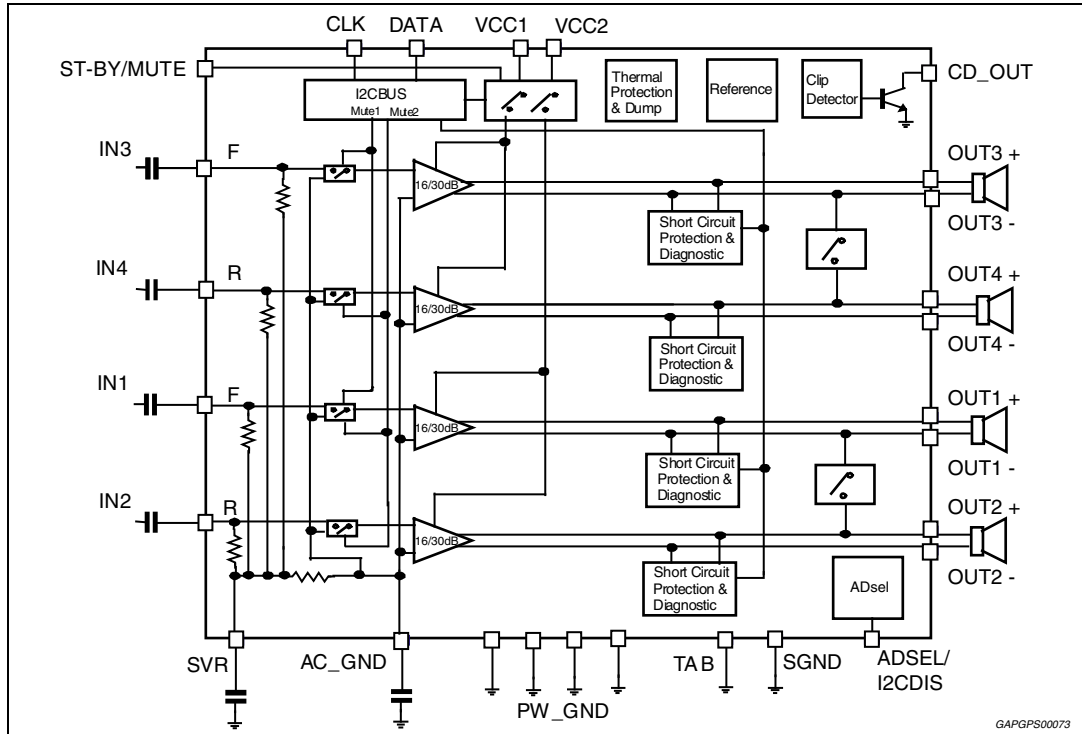 CLK
DATA
VCC1
VCC2
ST-BY/MUTE
I2CBUS
Mute1
Mute2
Thermal
Protection
& Dump
Reference
Clip
Detector
CD_OUT
IN3
F
16/30dB
Short Circuit
Protection &
Diagnostic
OUT3 +
OUT3 -
IN4
R
16/30dB
Short Circuit
Protection &
Diagnostic
OUT4 +
OUT4 -
IN1
F
16/30dB
Short Circuit
Protection &
Diagnostic
OUT1 +
OUT1 -
IN2
R
16/30dB
Short Circuit
Protection &
Diagnostic
OUT2 +
OUT2 -
ADsel
SVR
AC_GND
PW_GND
TAB
SGND
ADSEL/
I2CDIS
GAPGPS00073